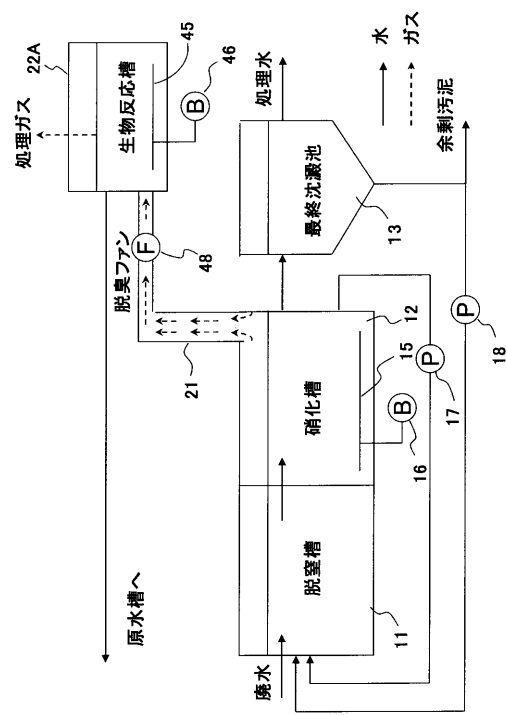 22A
処理ガス
生物反応槽
45
B
46
脱臭ファン
F
48
21
原水槽へ
水
ガス
処理水
最終沈澱池
13
余剰汚泥
硝化槽
12
15
B
16
P
17
P
18
脱窒槽
11
廃水